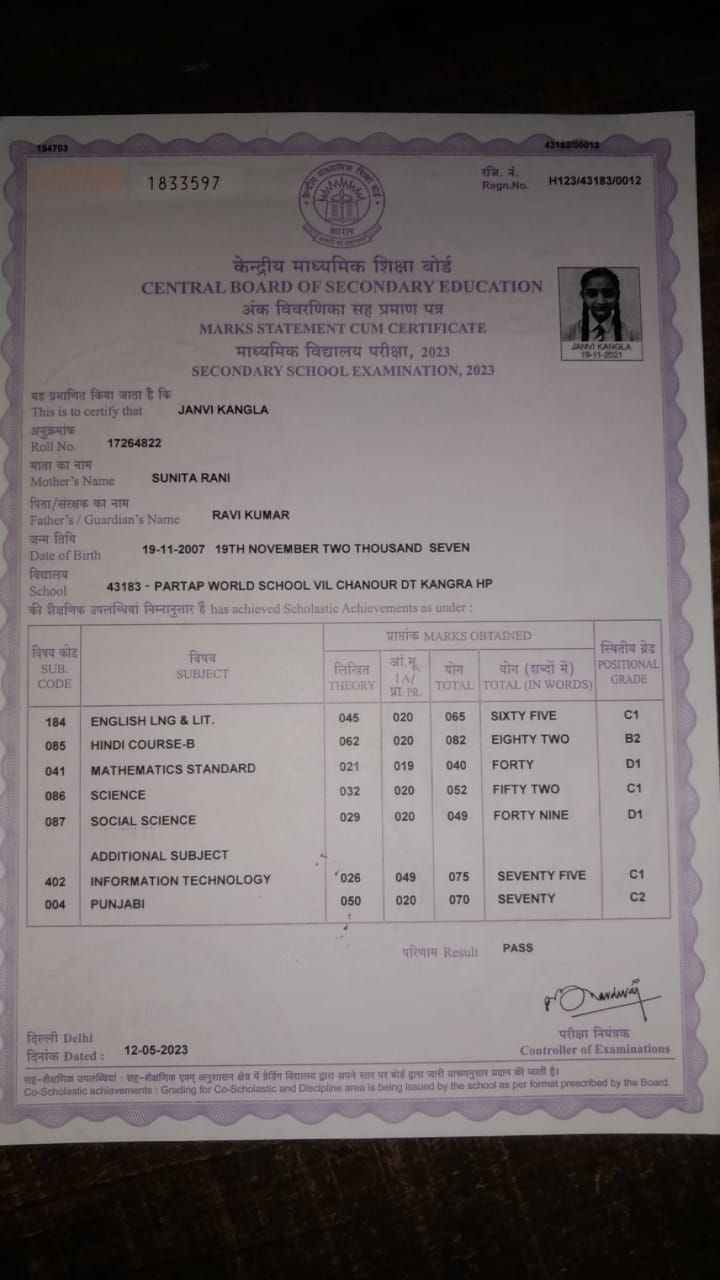 164703
43183/00012
1833597
रजि. नं.
Regn.No. H123/43183/0012
केन्द्रीय माध्यमिक शिक्षा बोर्ड
भारत
केन्द्रीय माध्यमिक शिक्षा बोर्ड
CENTRAL BOARD OF SECONDARY EDUCATION
अंक विवरणिका सह प्रमाण पत्र
MARKS STATEMENT CUM CERTIFICATE
माध्यमिक विद्यालय परीक्षा, 2023
SECONDARY SCHOOL EXAMINATION, 2023
JANVI KANGLA
19-11-2021
यह प्रमाणित किया जाता है कि
This is to certify that JANVI KANGLA
अनुक्रमांक
Roll No. 17264822
माता का नाम
Mother's Name SUNITA RANI
पिता/संरक्षक का नाम
Father's / Guardian's Name RAVI KUMAR
जन्म तिथि
Date of Birth 19-11-2007 19TH NOVEMBER TWO THOUSAND SEVEN
विद्यालय
School 43183 - PARTAP WORLD SCHOOL VIL CHANOUR DT KANGRA HP
की शैक्षणिक उपलब्धियां निम्नानुसार हैं has achieved Scholastic Achievements as under :
विषय कोड
SUB.
CODE
विषय
SUBJECT
प्राप्तांक MARKS OBTAINED
लिखित
THEORY
आं.मू.
IA/
प्रा. PR.
योग
TOTAL
योग (शब्दों में)
TOTAL (IN WORDS)
स्थितीय ग्रेड
POSITIONAL
GRADE
184 ENGLISH LNG & LIT. 045 020 065 SIXTY FIVE C1
085 HINDI COURSE-B 062 020 082 EIGHTY TWO B2
041 MATHEMATICS STANDARD 021 019 040 FORTY D1
086 SCIENCE 032 020 052 FIFTY TWO C1
087 SOCIAL SCIENCE 029 020 049 FORTY NINE D1
ADDITIONAL SUBJECT
402 INFORMATION TECHNOLOGY 026 049 075 SEVENTY FIVE C1
004 PUNJABI 050 020 070 SEVENTY C2
परिणाम Result PASS
दिल्ली Delhi
दिनांक Dated : 12-05-2023
परीक्षा नियंत्रक
Controller of Examinations
सह-शैक्षणिक उपलब्धियां : सह-शैक्षणिक एवम् अनुशासन क्षेत्र में ग्रेडिंग विद्यालय द्वारा अपने स्तर पर बोर्ड द्वारा जारी प्रारूपनुसार प्रदान की जाती है।
Co-Scholastic achievements : Grading for Co-Scholastic and Discipline area is being issued by the school as per format prescribed by the Board.